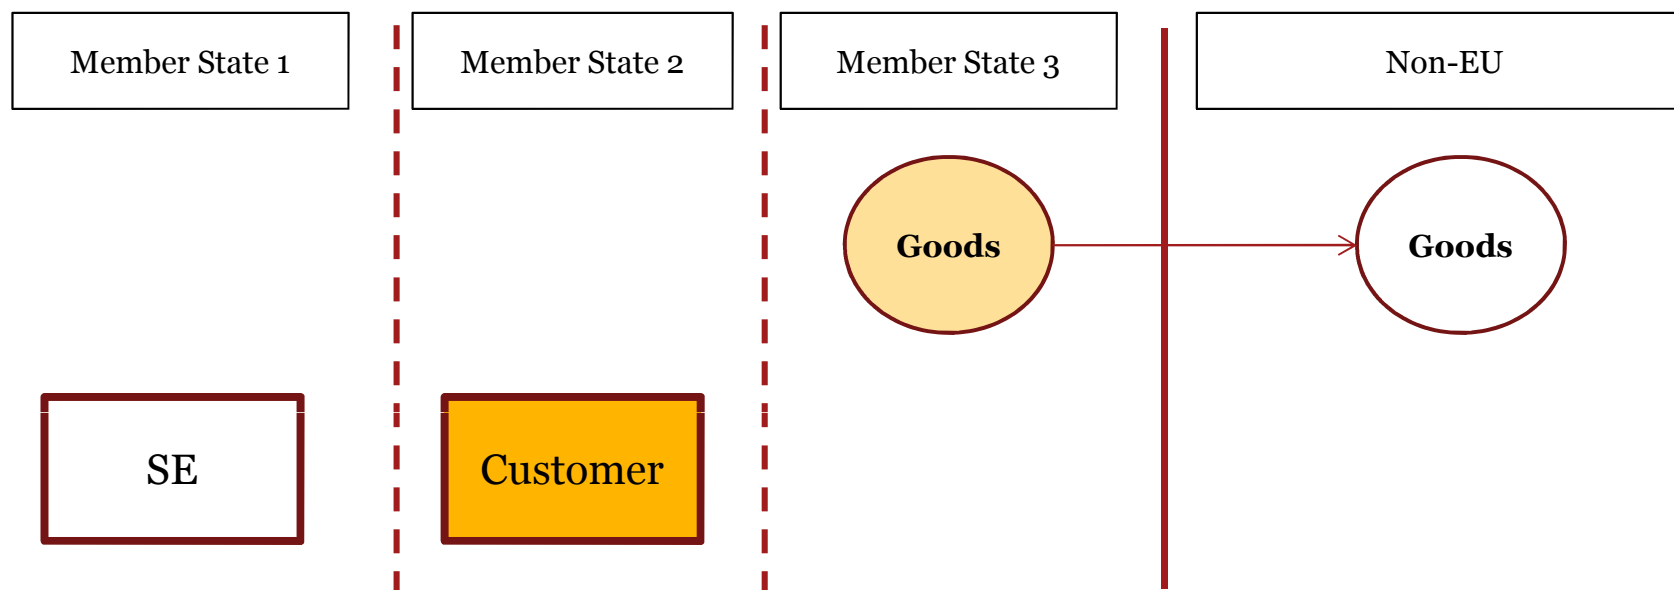 Member State 1
Member State 2
Member State 3
Non-EU
Goods
Goods
SE
Customer